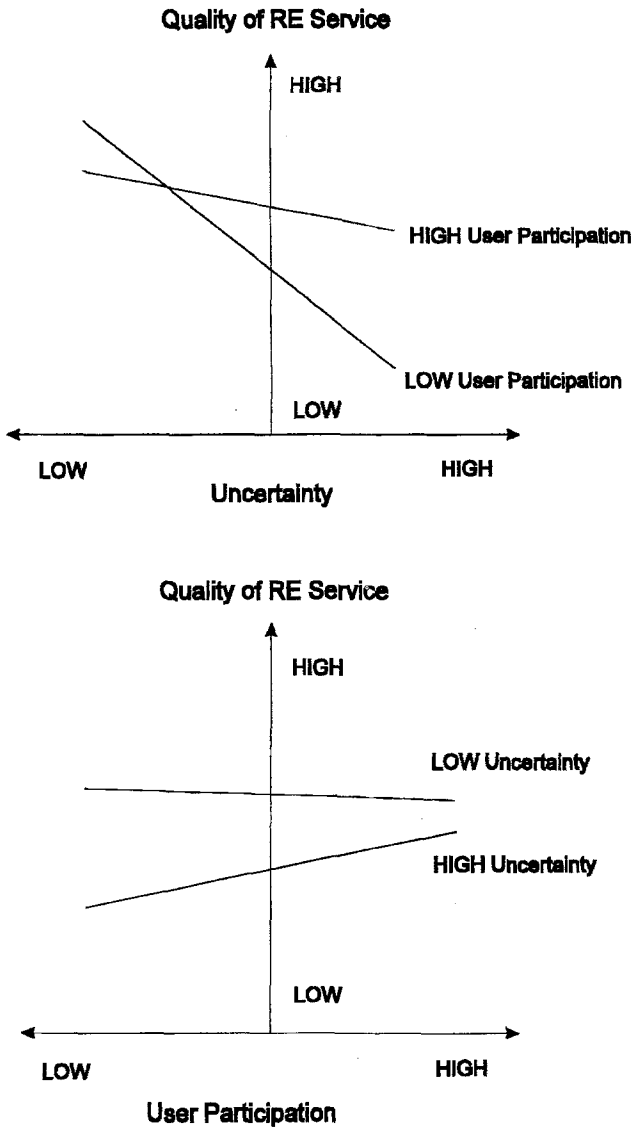 Quality of RE Service
HIGH
HIGH User Participation
LOW User Participation
LOW
LOW
HIGH
Uncertainty
Quality of RE Service
HIGH
LOW Uncertainty
HIGH Uncertainty
LOW
LOW
HIGH
User Participation